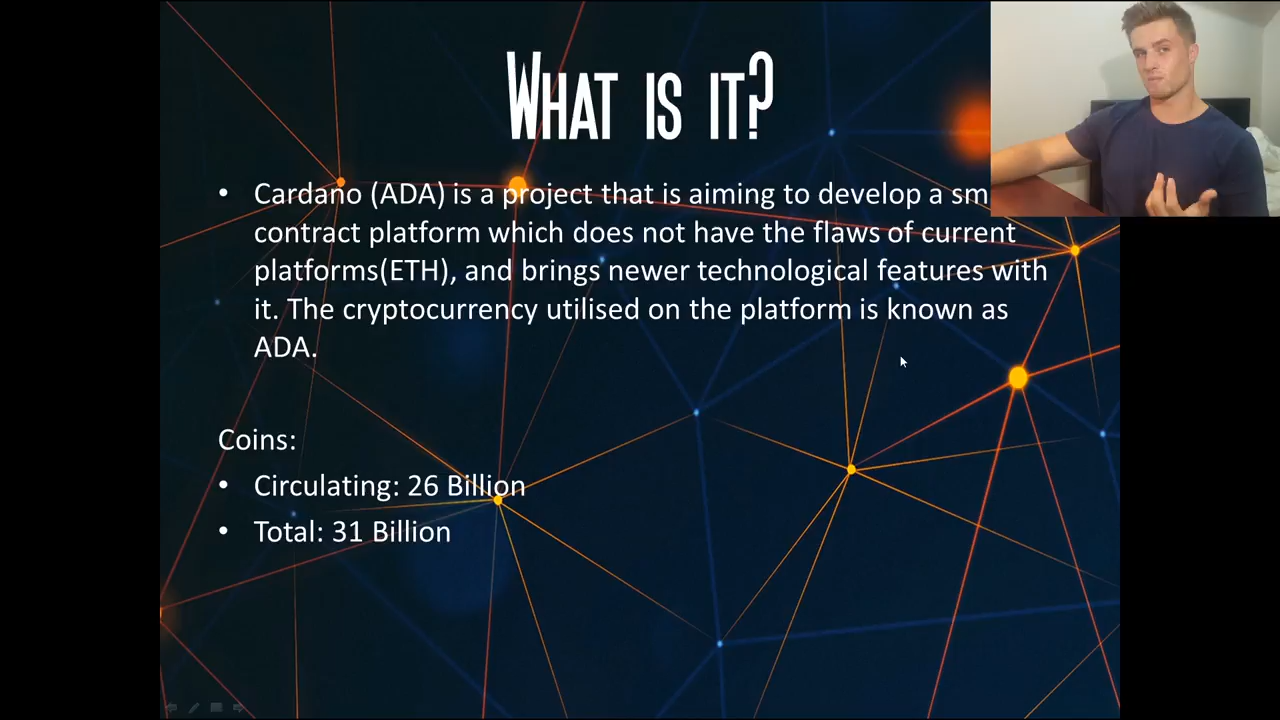 What is it?
• Cardano (ADA) is a project that is aiming to develop a sm
contract platform which does not have the flaws of current
platforms(ETH), and brings newer technological features with
it. The cryptocurrency utilised on the platform is known as
ADA.
Coins:
• Circulating: 26 Billion
• Total: 31 Billion